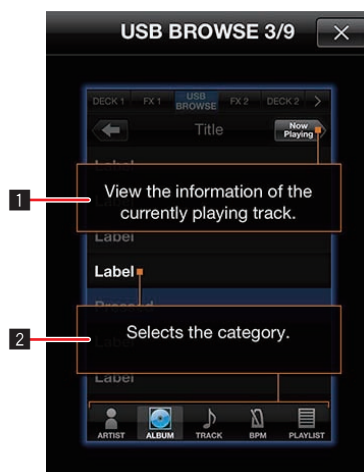 USB BROWSE 3/9
DECK 1 FX 1 USB BROWSE FX 2 DECK 2 >
Title
Now Playing
Label
1
View the information of the
currently playing track.
Label
Label
Pressed
2
Selects the category.
Label
Label
ARTIST ALBUM TRACK BPM PLAYLIST